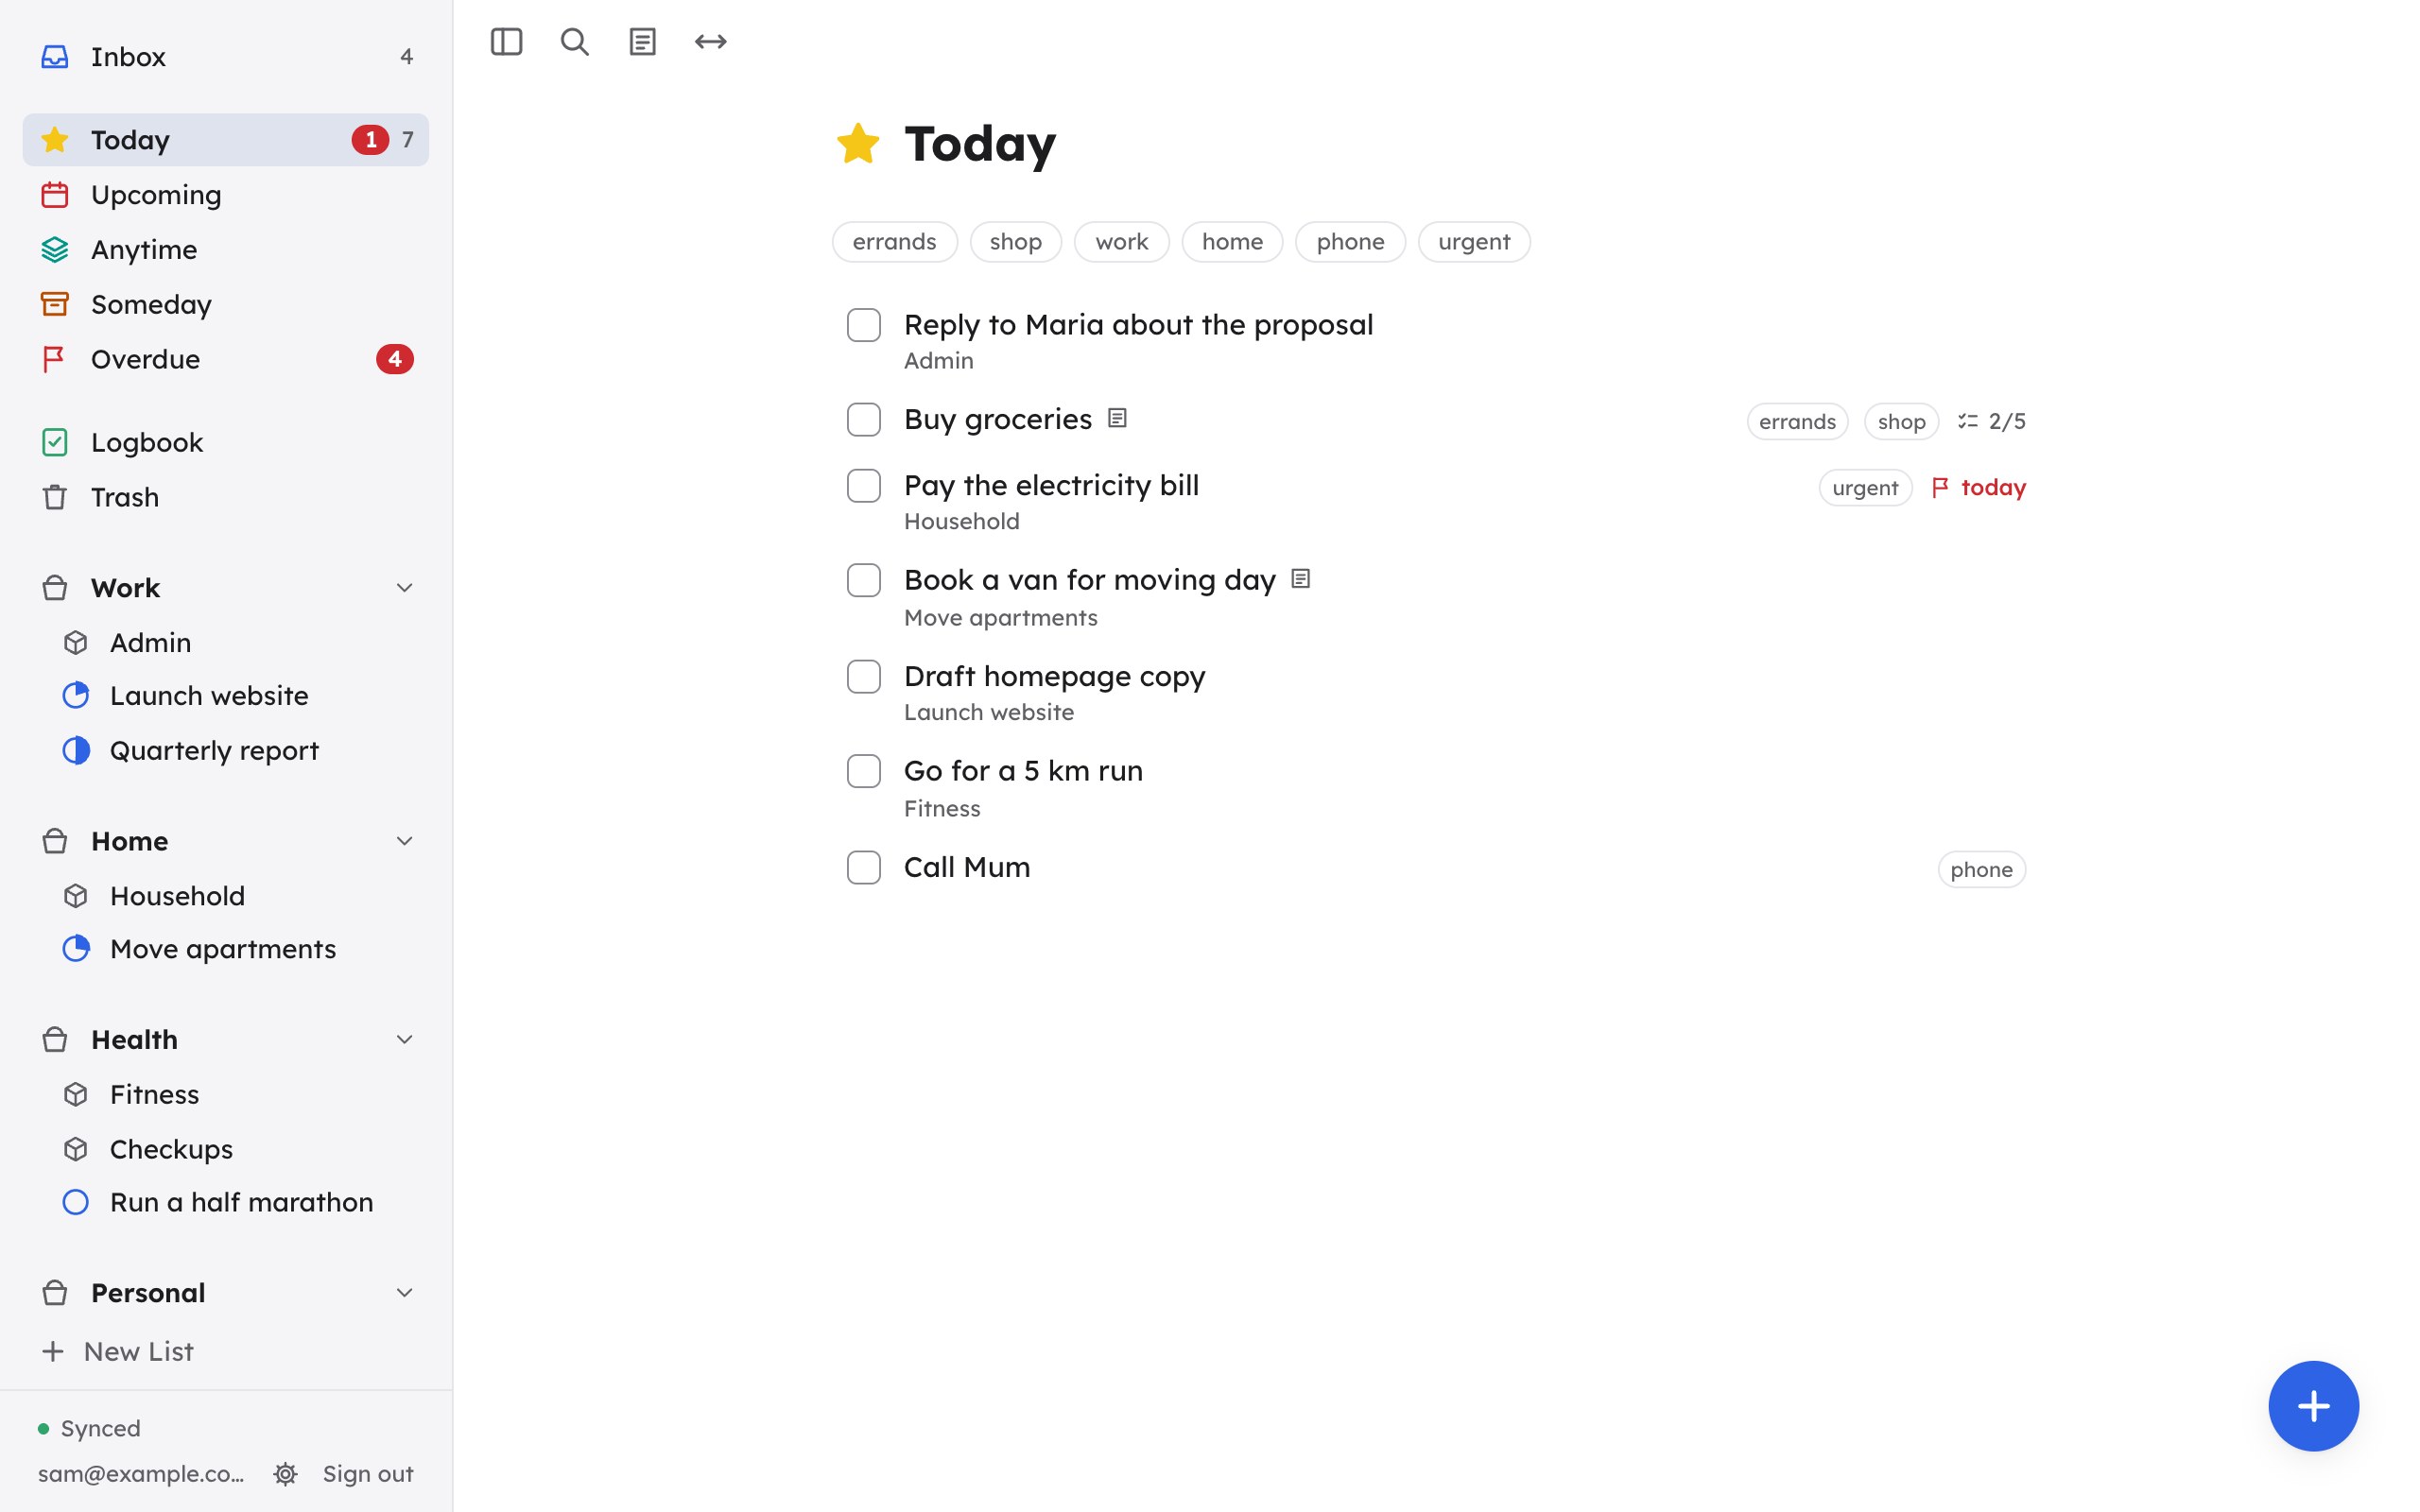 Inbox 4
Today 1 7
Upcoming
Anytime
Someday
Overdue 4
Logbook
Trash
Work
Admin
Launch website
Quarterly report
Home
Household
Move apartments
Health
Fitness
Checkups
Run a half marathon
Personal
New List
Synced
sam@example.co... Sign out
Today
errands shop work home phone urgent
Reply to Maria about the proposal
Admin
Buy groceries errands shop 2/5
Pay the electricity bill urgent today
Household
Book a van for moving day
Move apartments
Draft homepage copy
Launch website
Go for a 5 km run
Fitness
Call Mum phone